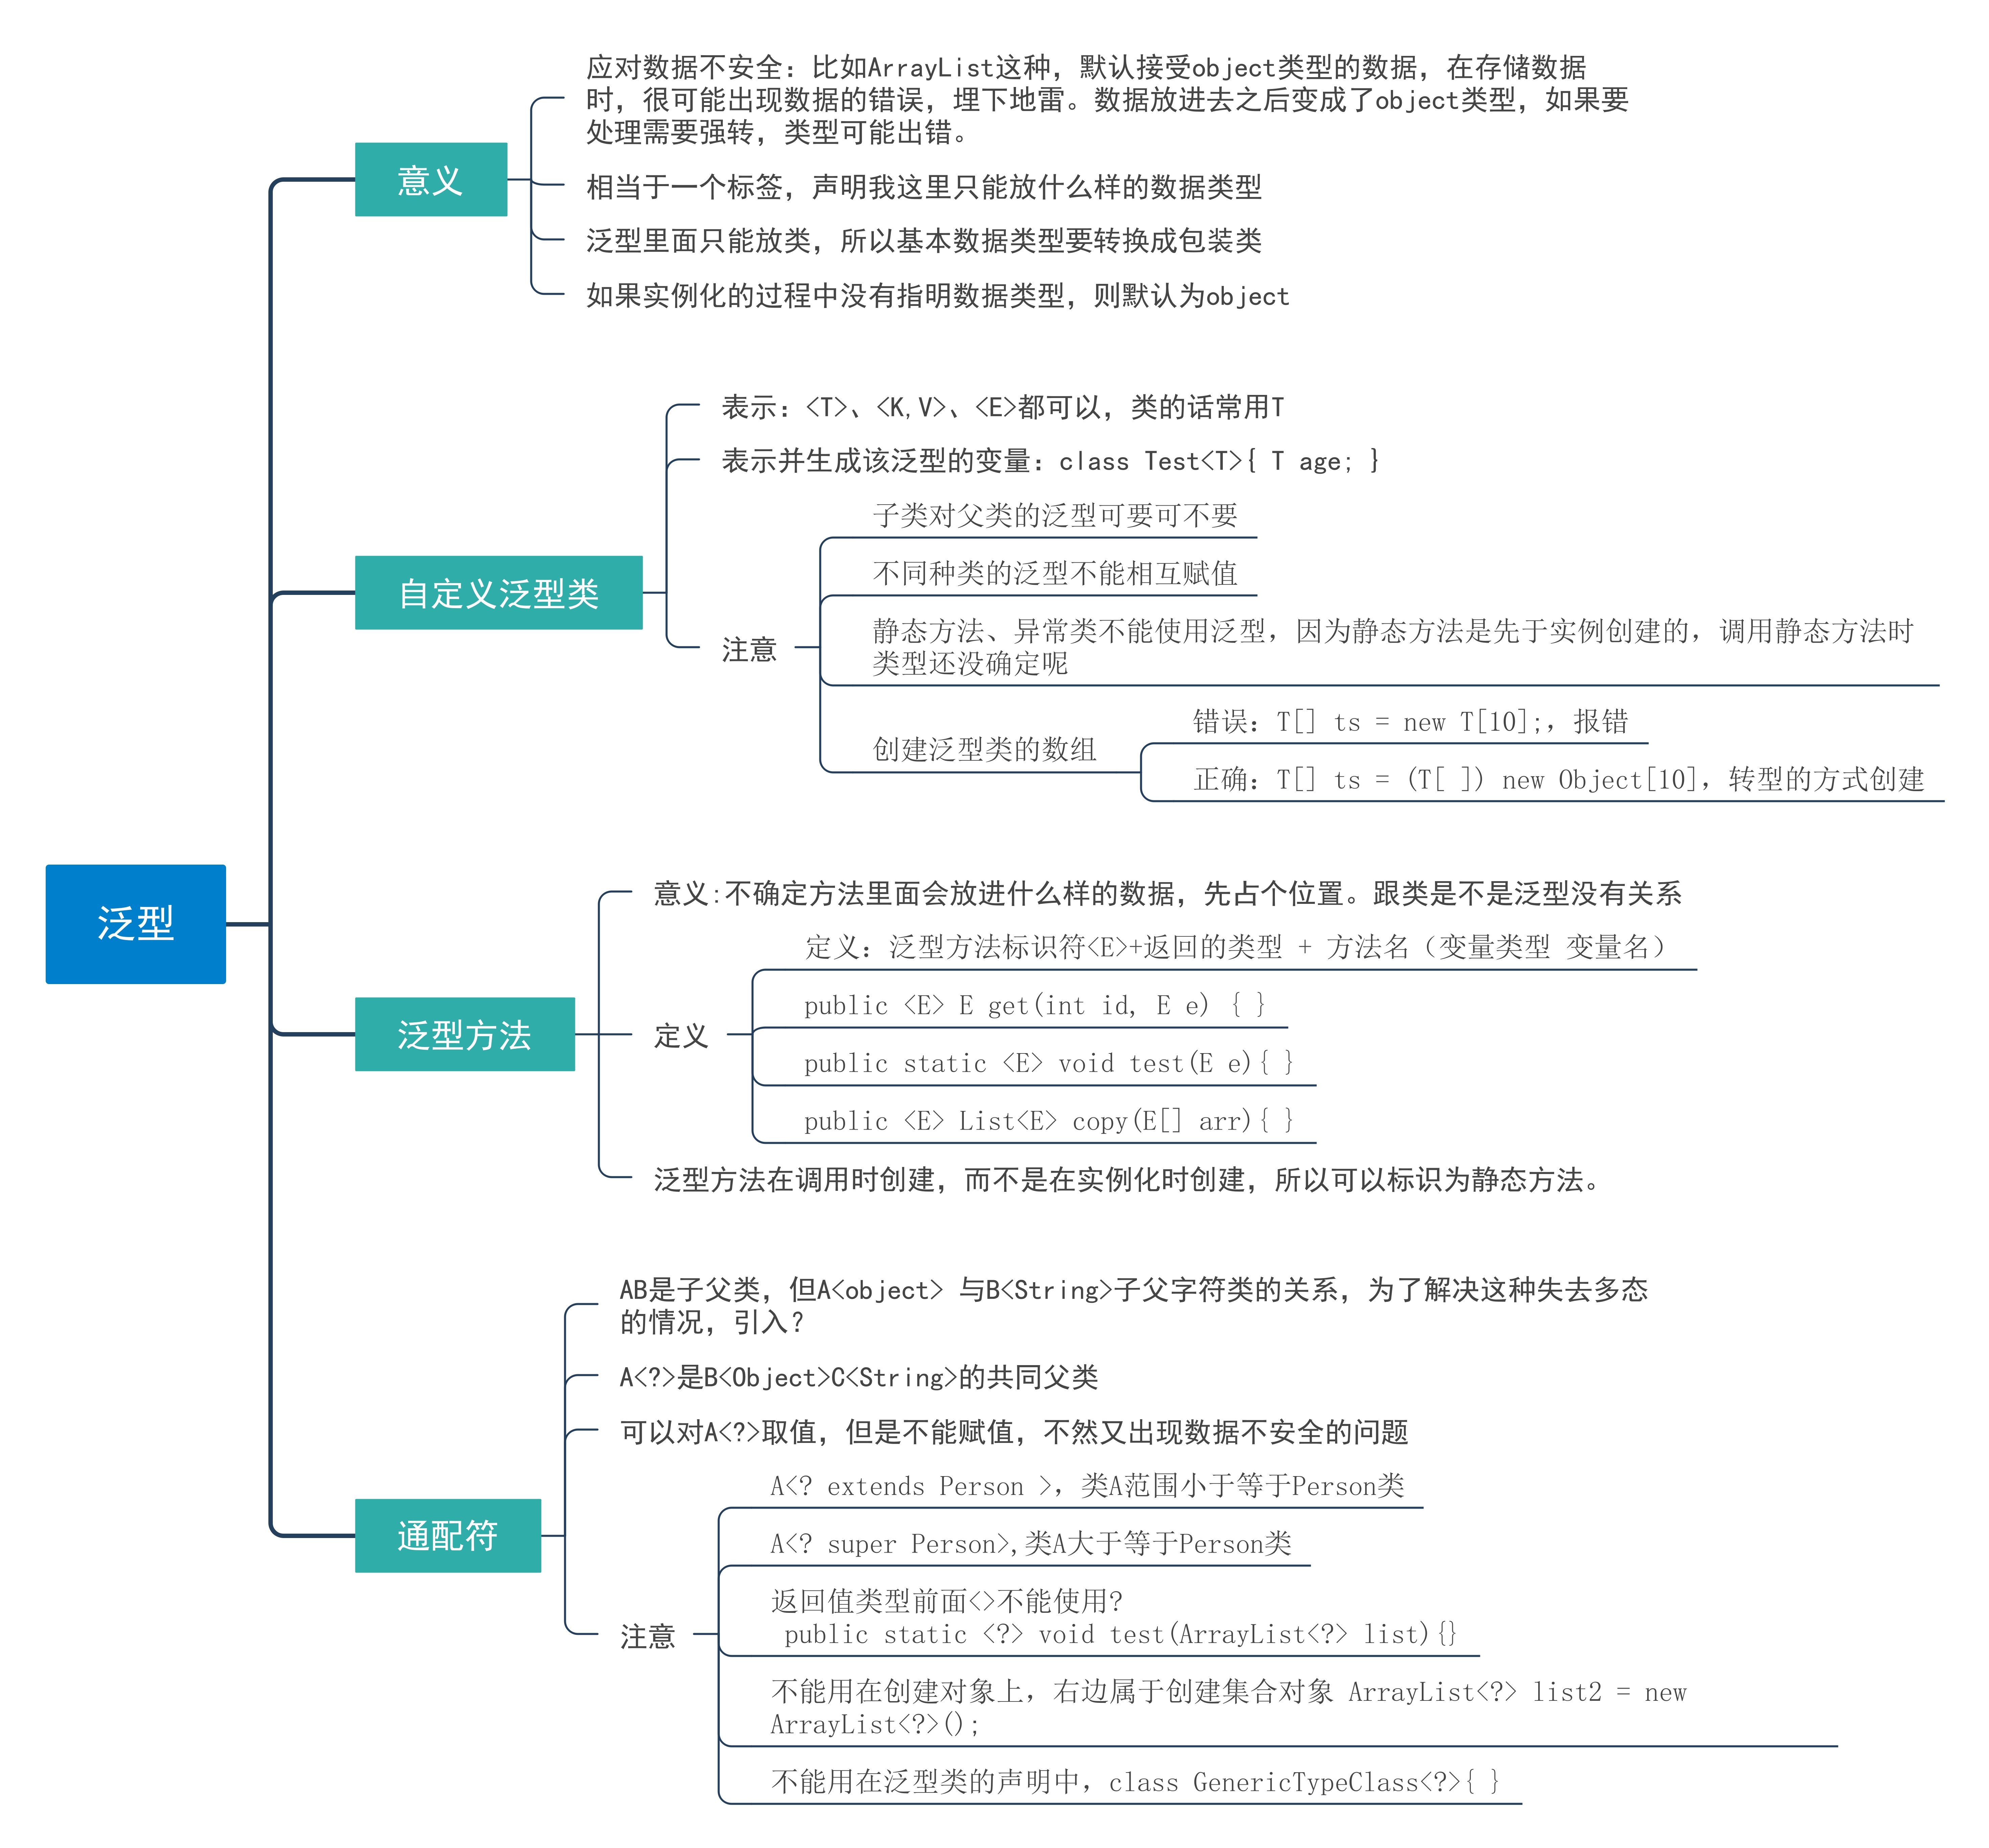 应对数据不安全：比如ArrayList这种，默认接受object类型的数据，在存储数据
时，很可能出现数据的错误，埋下地雷。数据放进去之后变成了object类型，如果要
处理需要强转，类型可能出错。
意义
相当于一个标签，声明我这里只能放什么样的数据类型
泛型里面只能放类，所以基本数据类型要转换成包装类
如果实例化的过程中没有指明数据类型，则默认为object
表示：<T>、<K,V>、<E>都可以，类的话常用T
表示并生成该泛型的变量：class Test<T>{ T age; }
自定义泛型类
注意
子类对父类的泛型可要可不要
不同种类的泛型不能相互赋值
静态方法、异常类不能使用泛型，因为静态方法是先于实例创建的，调用静态方法时
类型还没确定呢
创建泛型类的数组
错误：T[] ts = new T[10];，报错
正确：T[] ts = (T[ ]) new Object[10]，转型的方式创建
泛型
意义:不确定方法里面会放进什么样的数据，先占个位置。跟类是不是泛型没有关系
泛型方法
定义
定义：泛型方法标识符<E>+返回的类型 + 方法名（变量类型 变量名）
public <E> E get(int id, E e) { }
public static <E> void test(E e){ }
public <E> List<E> copy(E[] arr){ }
泛型方法在调用时创建，而不是在实例化时创建，所以可以标识为静态方法。
AB是子父类，但A<object> 与B<String>子父字符类的关系，为了解决这种失去多态
的情况，引入？
A<?>是B<Object>C<String>的共同父类
可以对A<?>取值，但是不能赋值，不然又出现数据不安全的问题
通配符
注意
A<? extends Person >，类A范围小于等于Person类
A<? super Person>,类A大于等于Person类
返回值类型前面<>不能使用?
public static <?> void test(ArrayList<?> list){}
不能用在创建对象上，右边属于创建集合对象 ArrayList<?> list2 = new
ArrayList<?>();
不能用在泛型类的声明中，class GenericTypeClass<?>{ }